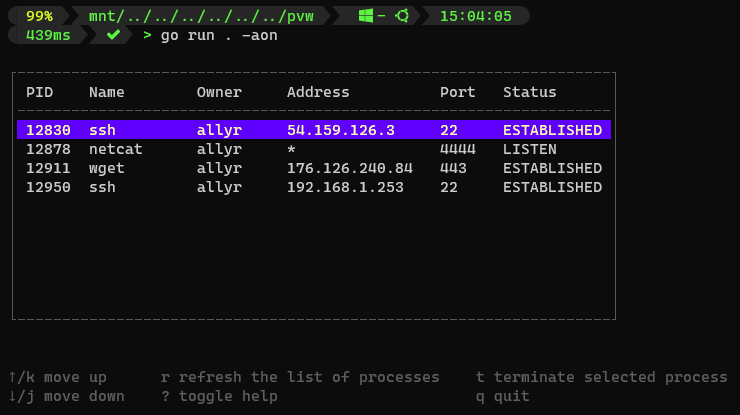 99% mnt/../../../../../../pvw – 15:04:05
439ms ✔ > go run . -aon
PID Name Owner Address Port Status
12830 ssh allyr 54.159.126.3 22 ESTABLISHED
12878 netcat allyr * 4444 LISTEN
12911 wget allyr 176.126.240.84 443 ESTABLISHED
12950 ssh allyr 192.168.1.253 22 ESTABLISHED
↑/k move up r refresh the list of processes t terminate selected process
↓/j move down ? toggle help q quit